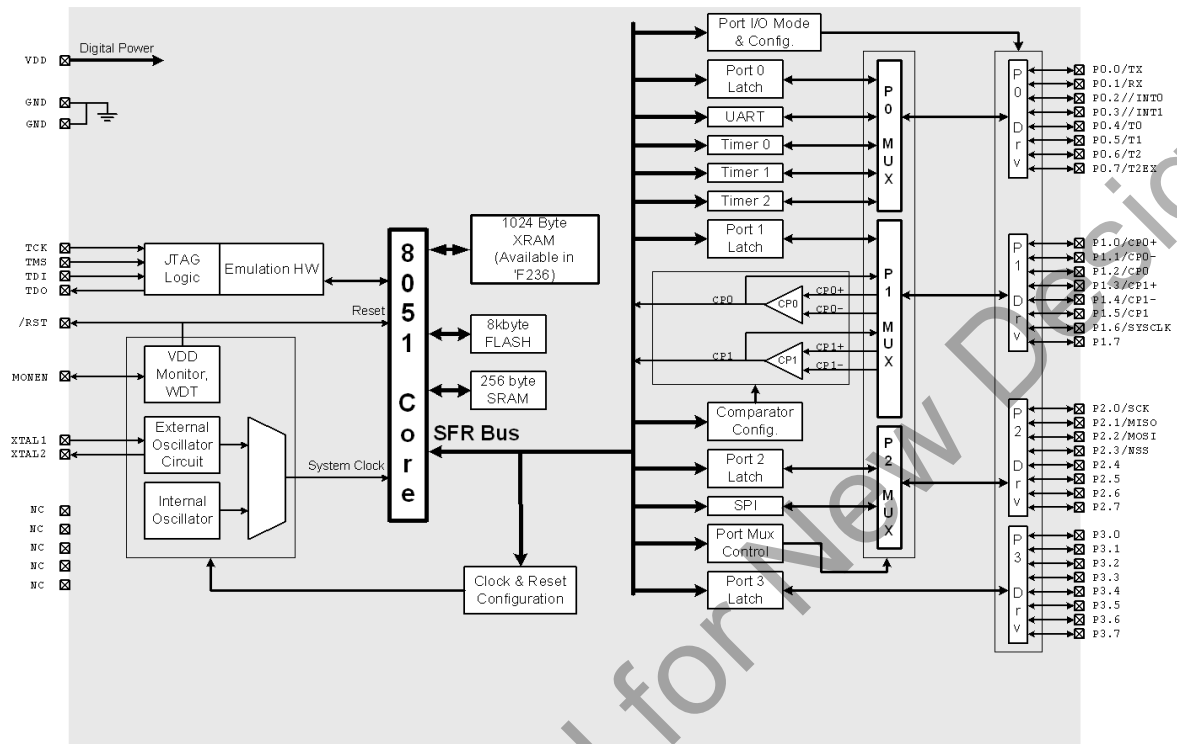 Digital Power
VDD
GND
GND
TCK
TMS
TDI
TDO
/RST
MONEN
XTAL1
XTAL2
NC
NC
NC
NC
NC
JTAG
Logic
Emulation HW
Reset
VDD
Monitor,
WDT
External
Oscillator
Circuit
Internal
Oscillator
System Clock
8051 Core
1024 Byte
XRAM
(Available in
'F236)
8kbyte
FLASH
256 byte
SRAM
SFR Bus
Clock & Reset
Configuration
Port I/O Mode
& Config.
Port 0
Latch
UART
Timer 0
Timer 1
Timer 2
Port 1
Latch
CP0
CP0
CP0+
CP0-
CP1
CP1
CP1+
CP1-
Comparator
Config.
Port 2
Latch
SPI
Port Mux
Control
Port 3
Latch
P0 MUX
P1 MUX
P2 MUX
P0 Drv
P1 Drv
P2 Drv
P3 Drv
P0.0/TX
P0.1/RX
P0.2//INT0
P0.3//INT1
P0.4/T0
P0.5/T1
P0.6/T2
P0.7/T2EX
P1.0/CP0+
P1.1/CP0-
P1.2/CP0
P1.3/CP1+
P1.4/CP1-
P1.5/CP1
P1.6/SYSCLK
P1.7
P2.0/SCK
P2.1/MISO
P2.2/MOSI
P2.3/NSS
P2.4
P2.5
P2.6
P2.7
P3.0
P3.1
P3.2
P3.3
P3.4
P3.5
P3.6
P3.7
for New Desig